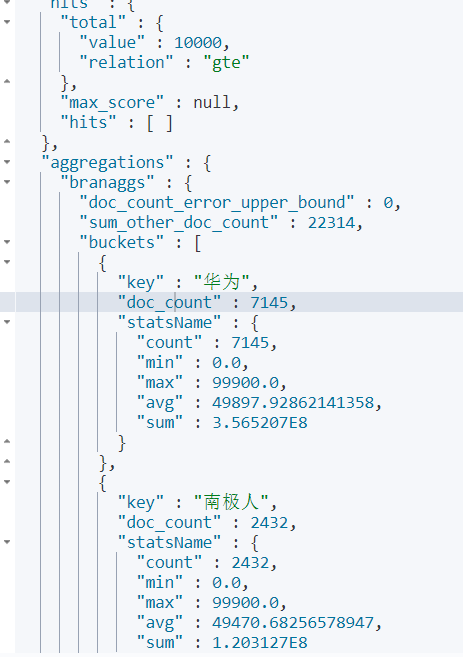 "hits" : {
"total" : {
"value" : 10000,
"relation" : "gte"
},
"max_score" : null,
"hits" : [ ]
},
"aggregations" : {
"branaggs" : {
"doc_count_error_upper_bound" : 0,
"sum_other_doc_count" : 22314,
"buckets" : [
{
"key" : "华为",
"doc_count" : 7145,
"statsName" : {
"count" : 7145,
"min" : 0.0,
"max" : 99900.0,
"avg" : 49897.92862141358,
"sum" : 3.565207E8
}
},
{
"key" : "南极人",
"doc_count" : 2432,
"statsName" : {
"count" : 2432,
"min" : 0.0,
"max" : 99900.0,
"avg" : 49470.68256578947,
"sum" : 1.203127E8